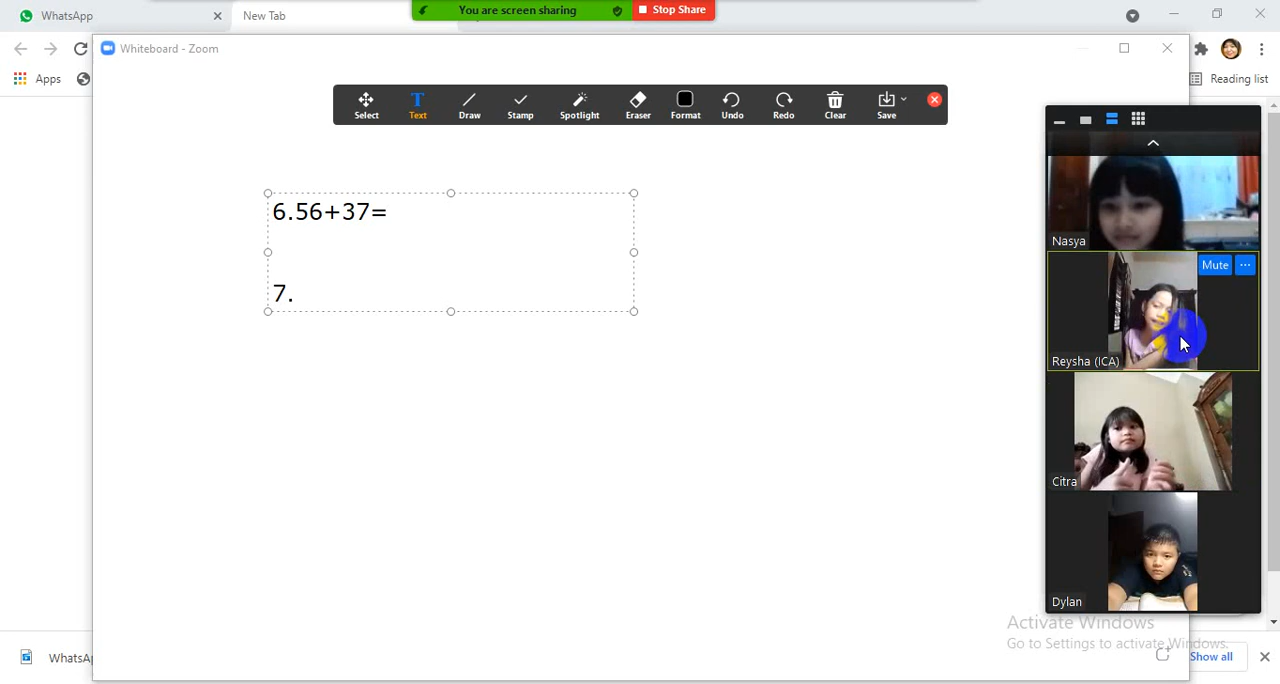 WhatsApp
New Tab
You are screen sharing
Stop Share
Whiteboard - Zoom
Apps
Reading list
Select
Text
Draw
Stamp
Spotlight
Eraser
Format
Undo
Redo
Clear
Save
6.56+37=
7.
Nasya
Mute
Reysha (ICA)
Citra
Dylan
Activate Windows
Go to Settings to activate Windows.
WhatsAp
Show all